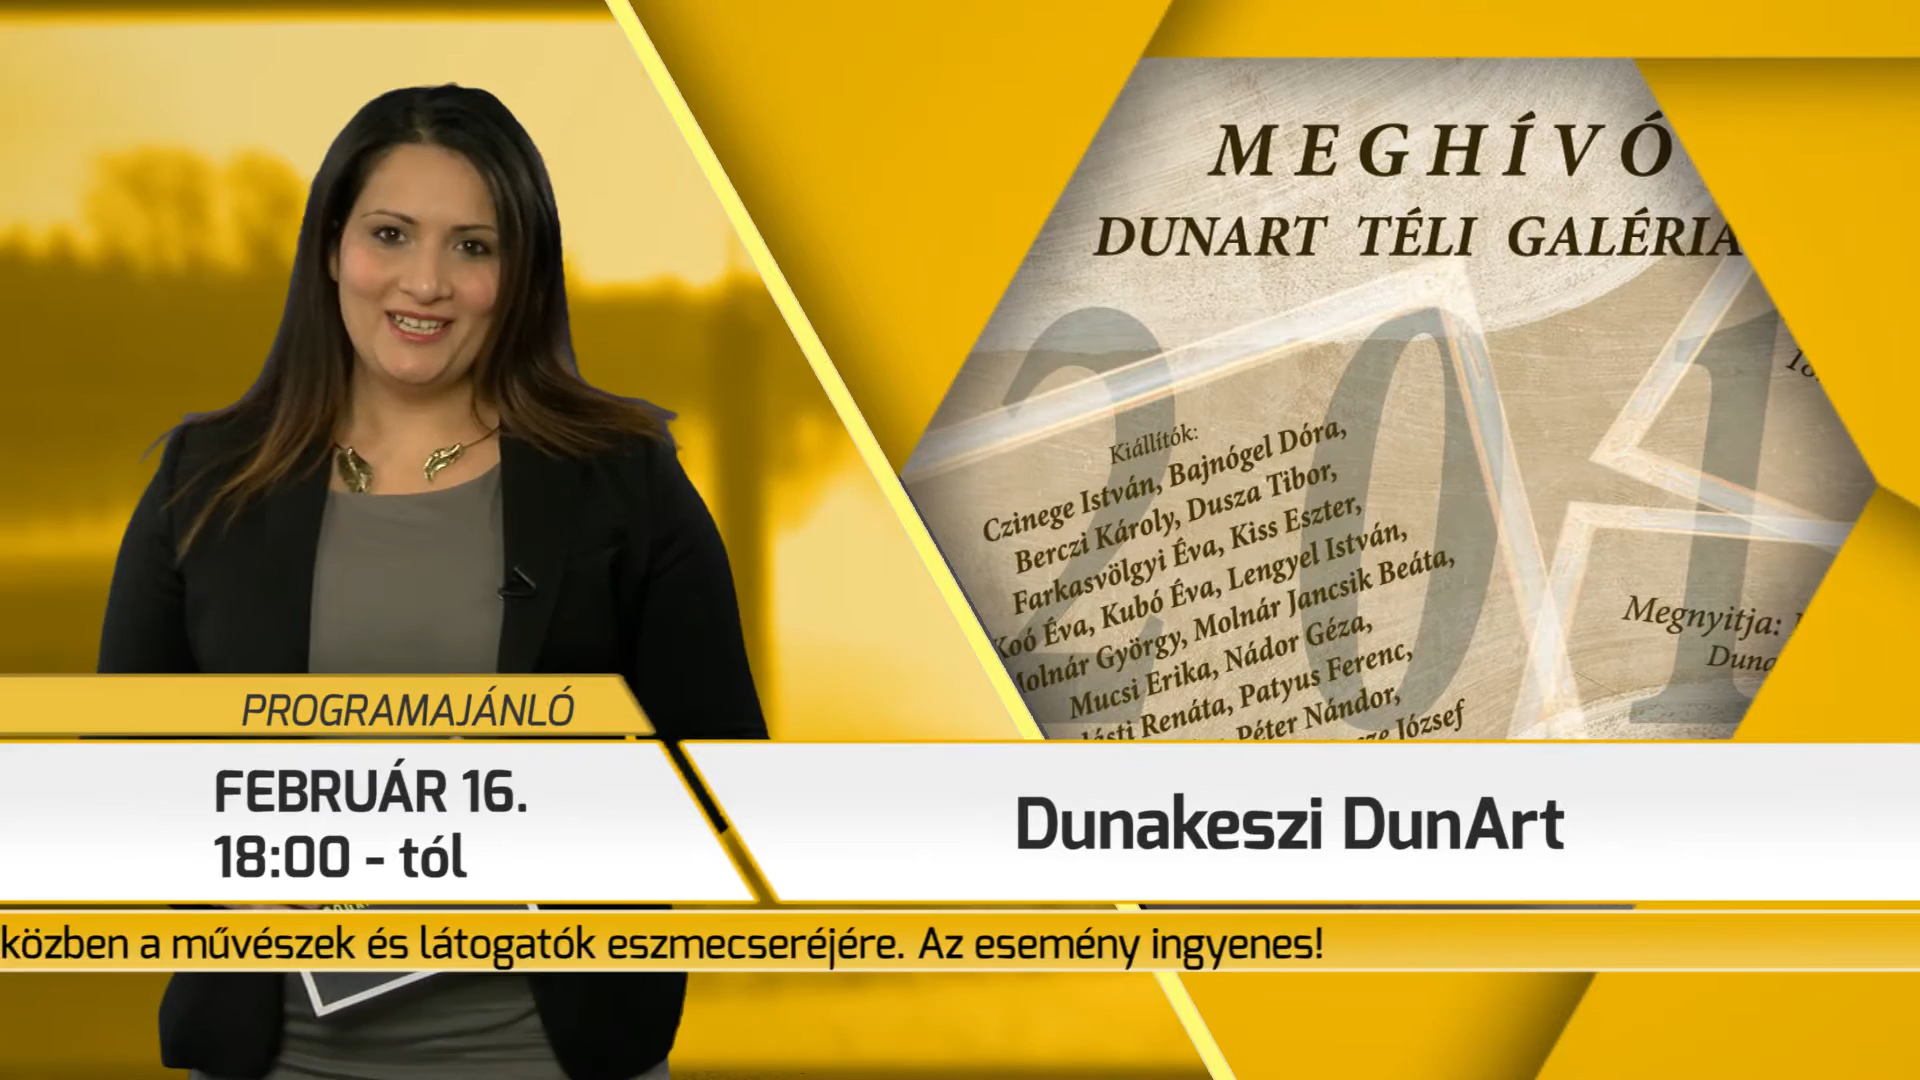 MEGHÍVÓ
DUNART TÉLI GALÉRIA
201
Kiállítók:
Czinege István, Bajnógel Dóra,
Berczi Károly, Dusza Tibor,
Farkasvölgyi Éva, Kiss Eszter,
Koó Éva, Kubó Éva, Lengyel István,
Molnár György, Molnár Jancsik Beáta,
Mucsi Erika, Nádor Géza,
Renáta, Patyus Ferenc,
Péter Nándor,
József
Megnyitja:
PROGRAMAJÁNLÓ
FEBRUÁR 16.
18:00 - tól
Dunakeszi DunArt
közben a művészek és látogatók eszmecseréjére. Az esemény ingyenes!